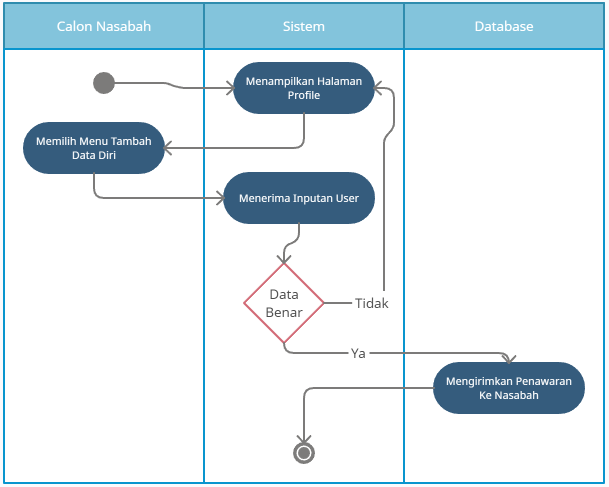 Calon Nasabah
Sistem
Database
Menampilkan Halaman
Profile
Memilih Menu Tambah
Data Diri
Menerima Inputan User
Data
Benar
Tidak
Ya
Mengirimkan Penawaran
Ke Nasabah